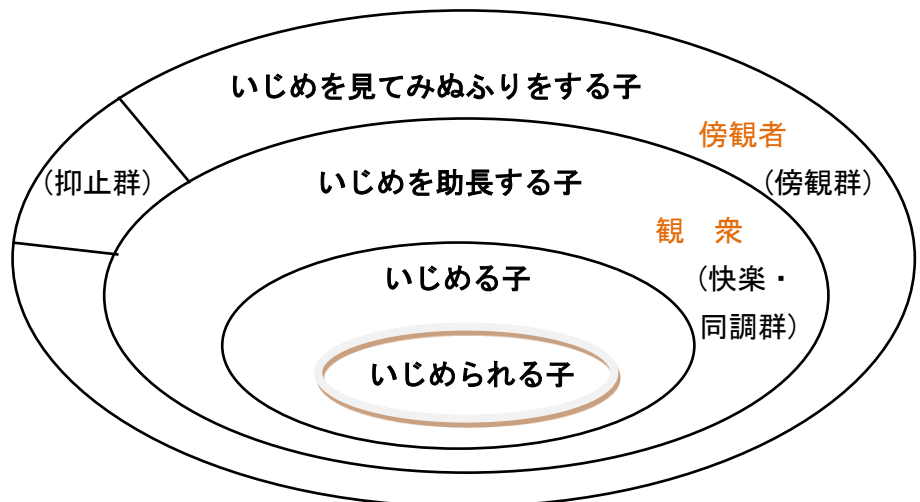 いじめを見てみぬふりをする子
傍観者
(抑止群)
いじめを助長する子
(傍観群)
観　衆
いじめる子
(快楽・
同調群)
いじめられる子